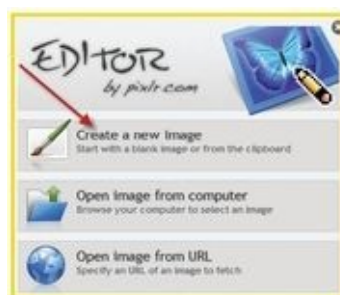 EDITOR
by pixlr.com
Create a new image
Start with a blank image or from the clipboard
Open image from computer
Browse your computer to select an image
Open image from URL
Specify an URL of an image to fetch